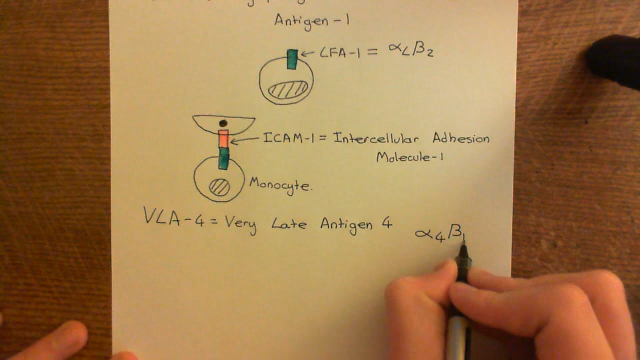 Antigen-1
LFA-1 = αLβ2
ICAM-1 = Intercellular Adhesion
Molecule-1
Monocyte.
VLA-4 = Very Late Antigen 4 α4β1